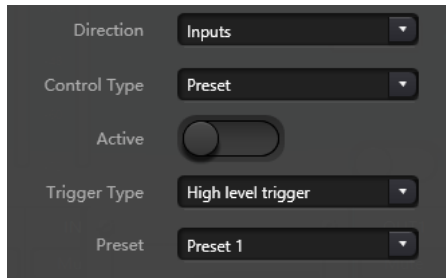 Direction Inputs
Control Type Preset
Active
Trigger Type High level trigger
Preset Preset 1